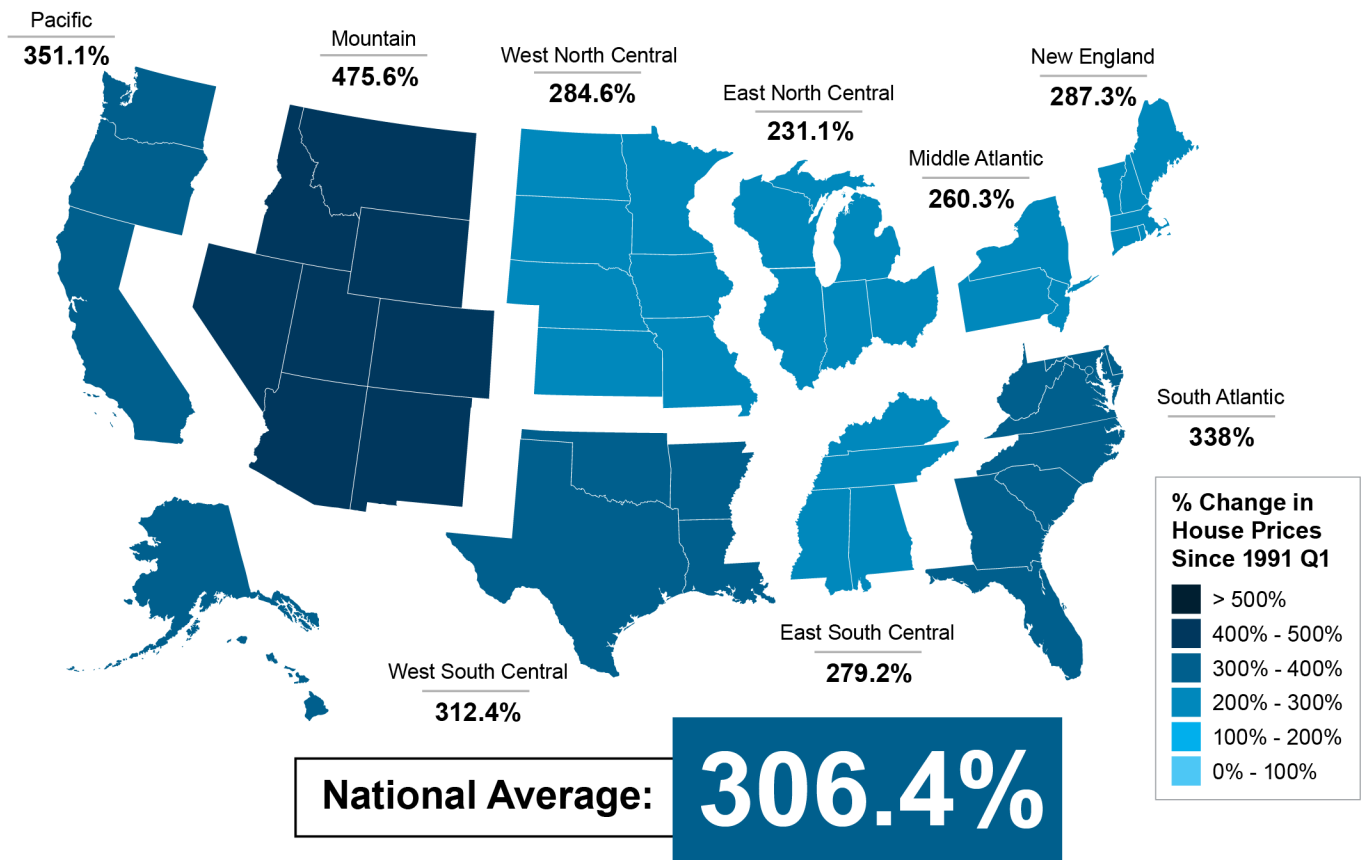 Pacific
351.1%
Mountain
475.6%
West North Central
284.6%
East North Central
231.1%
Middle Atlantic
260.3%
New England
287.3%
South Atlantic
338%
% Change in
House Prices
Since 1991 Q1
> 500%
400% - 500%
300% - 400%
200% - 300%
100% - 200%
0% - 100%
East South Central
279.2%
West South Central
312.4%
National Average:
306.4%